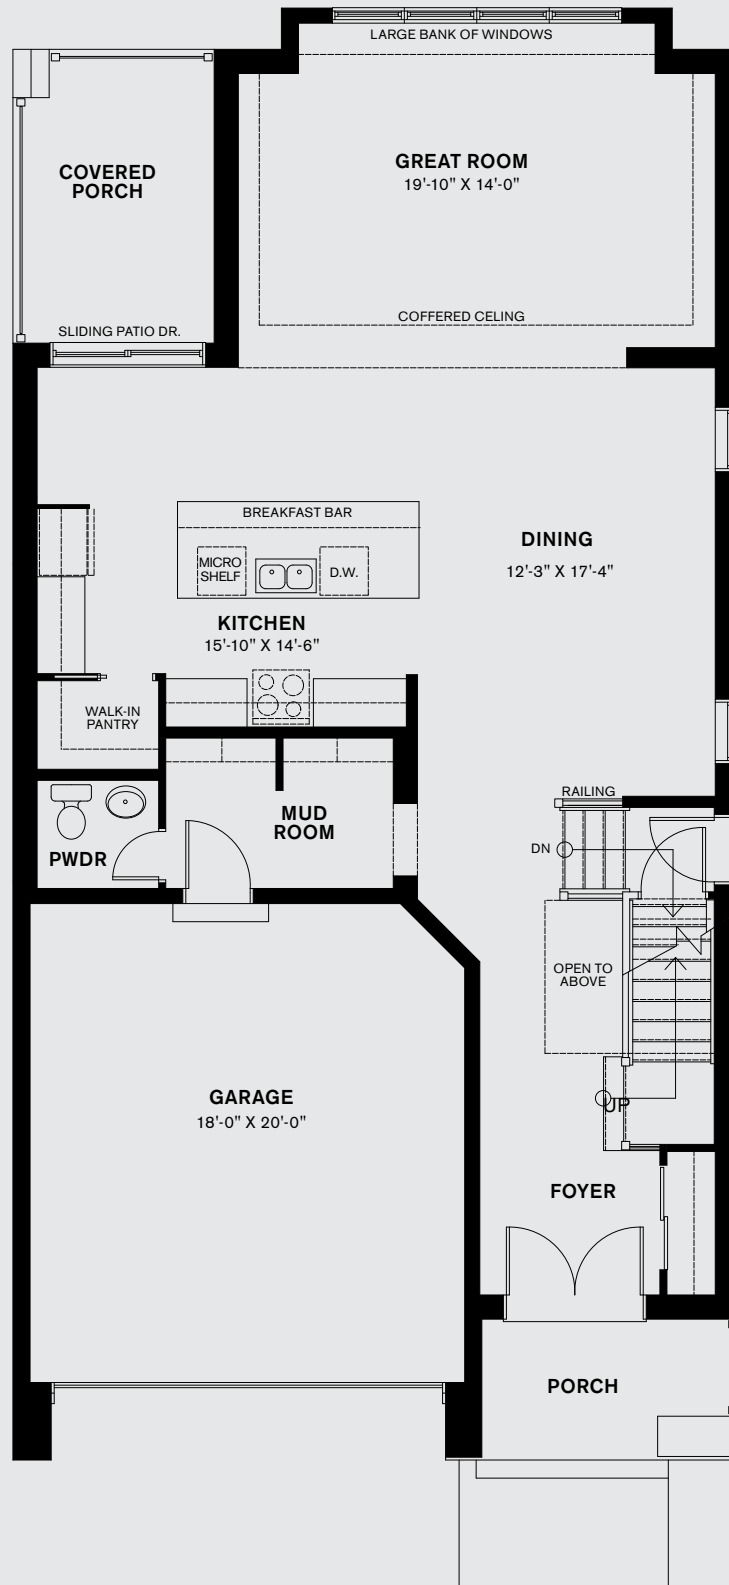 LARGE BANK OF WINDOWS
GREAT ROOM
19'-10" X 14'-0"
COVERED
PORCH
COFFERED CELING
SLIDING PATIO DR.
BREAKFAST BAR
MICRO
SHELF
D.W.
DINING
12'-3" X 17'-4"
KITCHEN
15'-10" X 14'-6"
WALK-IN
PANTRY
RAILING
MUD
ROOM
PWDR
DN
OPEN TO
ABOVE
GARAGE
18'-0" X 20'-0"
UP
FOYER
PORCH